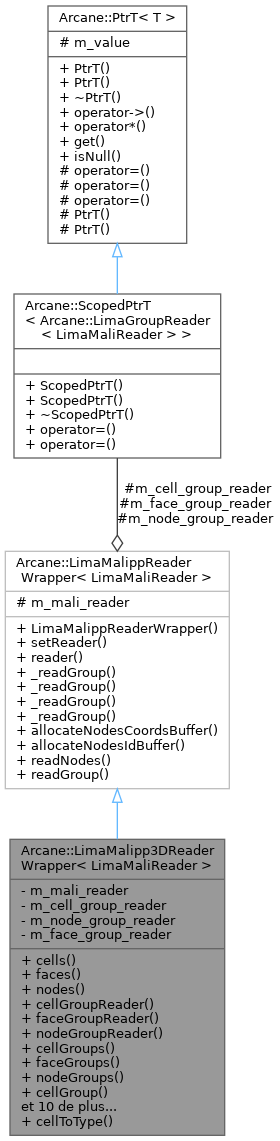 Arcane::PtrT< T >
# m_value
+ PtrT()
+ PtrT()
+ ~PtrT()
+ operator->()
+ operator*()
+ get()
+ isNull()
# operator=()
# operator=()
# operator=()
# PtrT()
# PtrT()
Arcane::ScopedPtrT
< Arcane::LimaGroupReader
< LimaMaliReader > >
+ ScopedPtrT()
+ ScopedPtrT()
+ ~ScopedPtrT()
+ operator=()
+ operator=()
#m_cell_group_reader
#m_face_group_reader
#m_node_group_reader
Arcane::LimaMalippReader
Wrapper< LimaMaliReader >
# m_mali_reader
+ LimaMalippReaderWrapper()
+ setReader()
+ reader()
+ _readGroup()
+ _readGroup()
+ _readGroup()
+ _readGroup()
+ allocateNodesCoordsBuffer()
+ allocateNodesIdBuffer()
+ readNodes()
+ readGroup()
Arcane::LimaMalipp3DReader
Wrapper< LimaMaliReader >
- m_mali_reader
- m_cell_group_reader
- m_node_group_reader
- m_face_group_reader
+ cells()
+ faces()
+ nodes()
+ cellGroupReader()
+ faceGroupReader()
+ nodeGroupReader()
+ cellGroups()
+ faceGroups()
+ nodeGroups()
+ cellGroup()
et 10 de plus...
+ cellToType()